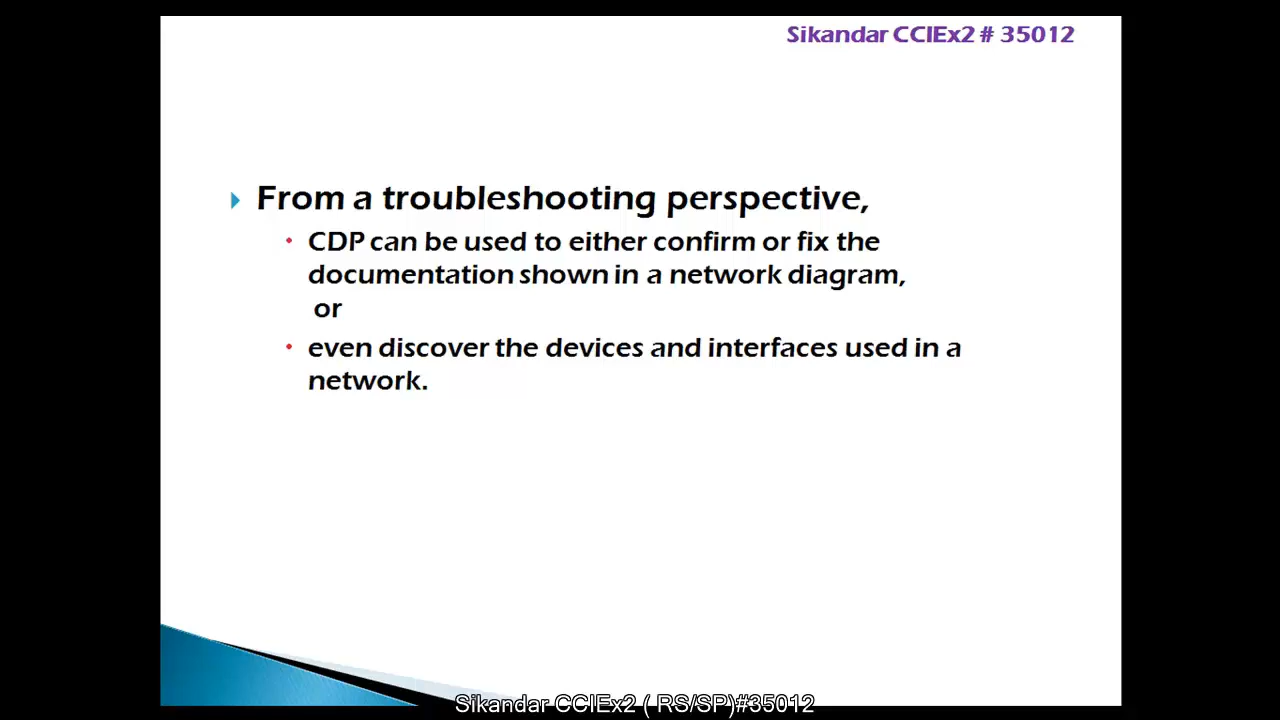 Sikandar CCIEx2 # 35012
From a troubleshooting perspective,
CDP can be used to either confirm or fix the
documentation shown in a network diagram,
or
even discover the devices and interfaces used in a
network.
Sikandar CCIEx2 ( RS/SP)#35012